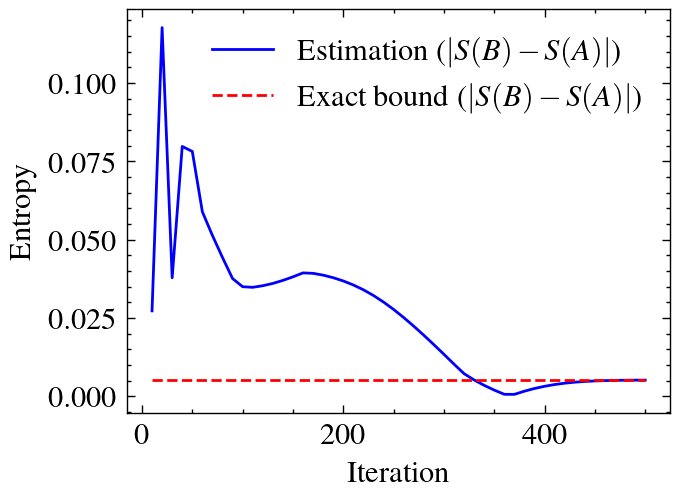 Estimation (|S(B) − S(A)|)
Exact bound (|S(B) − S(A)|)
Entropy
0.100
0.075
0.050
0.025
0.000
0 200 400
Iteration